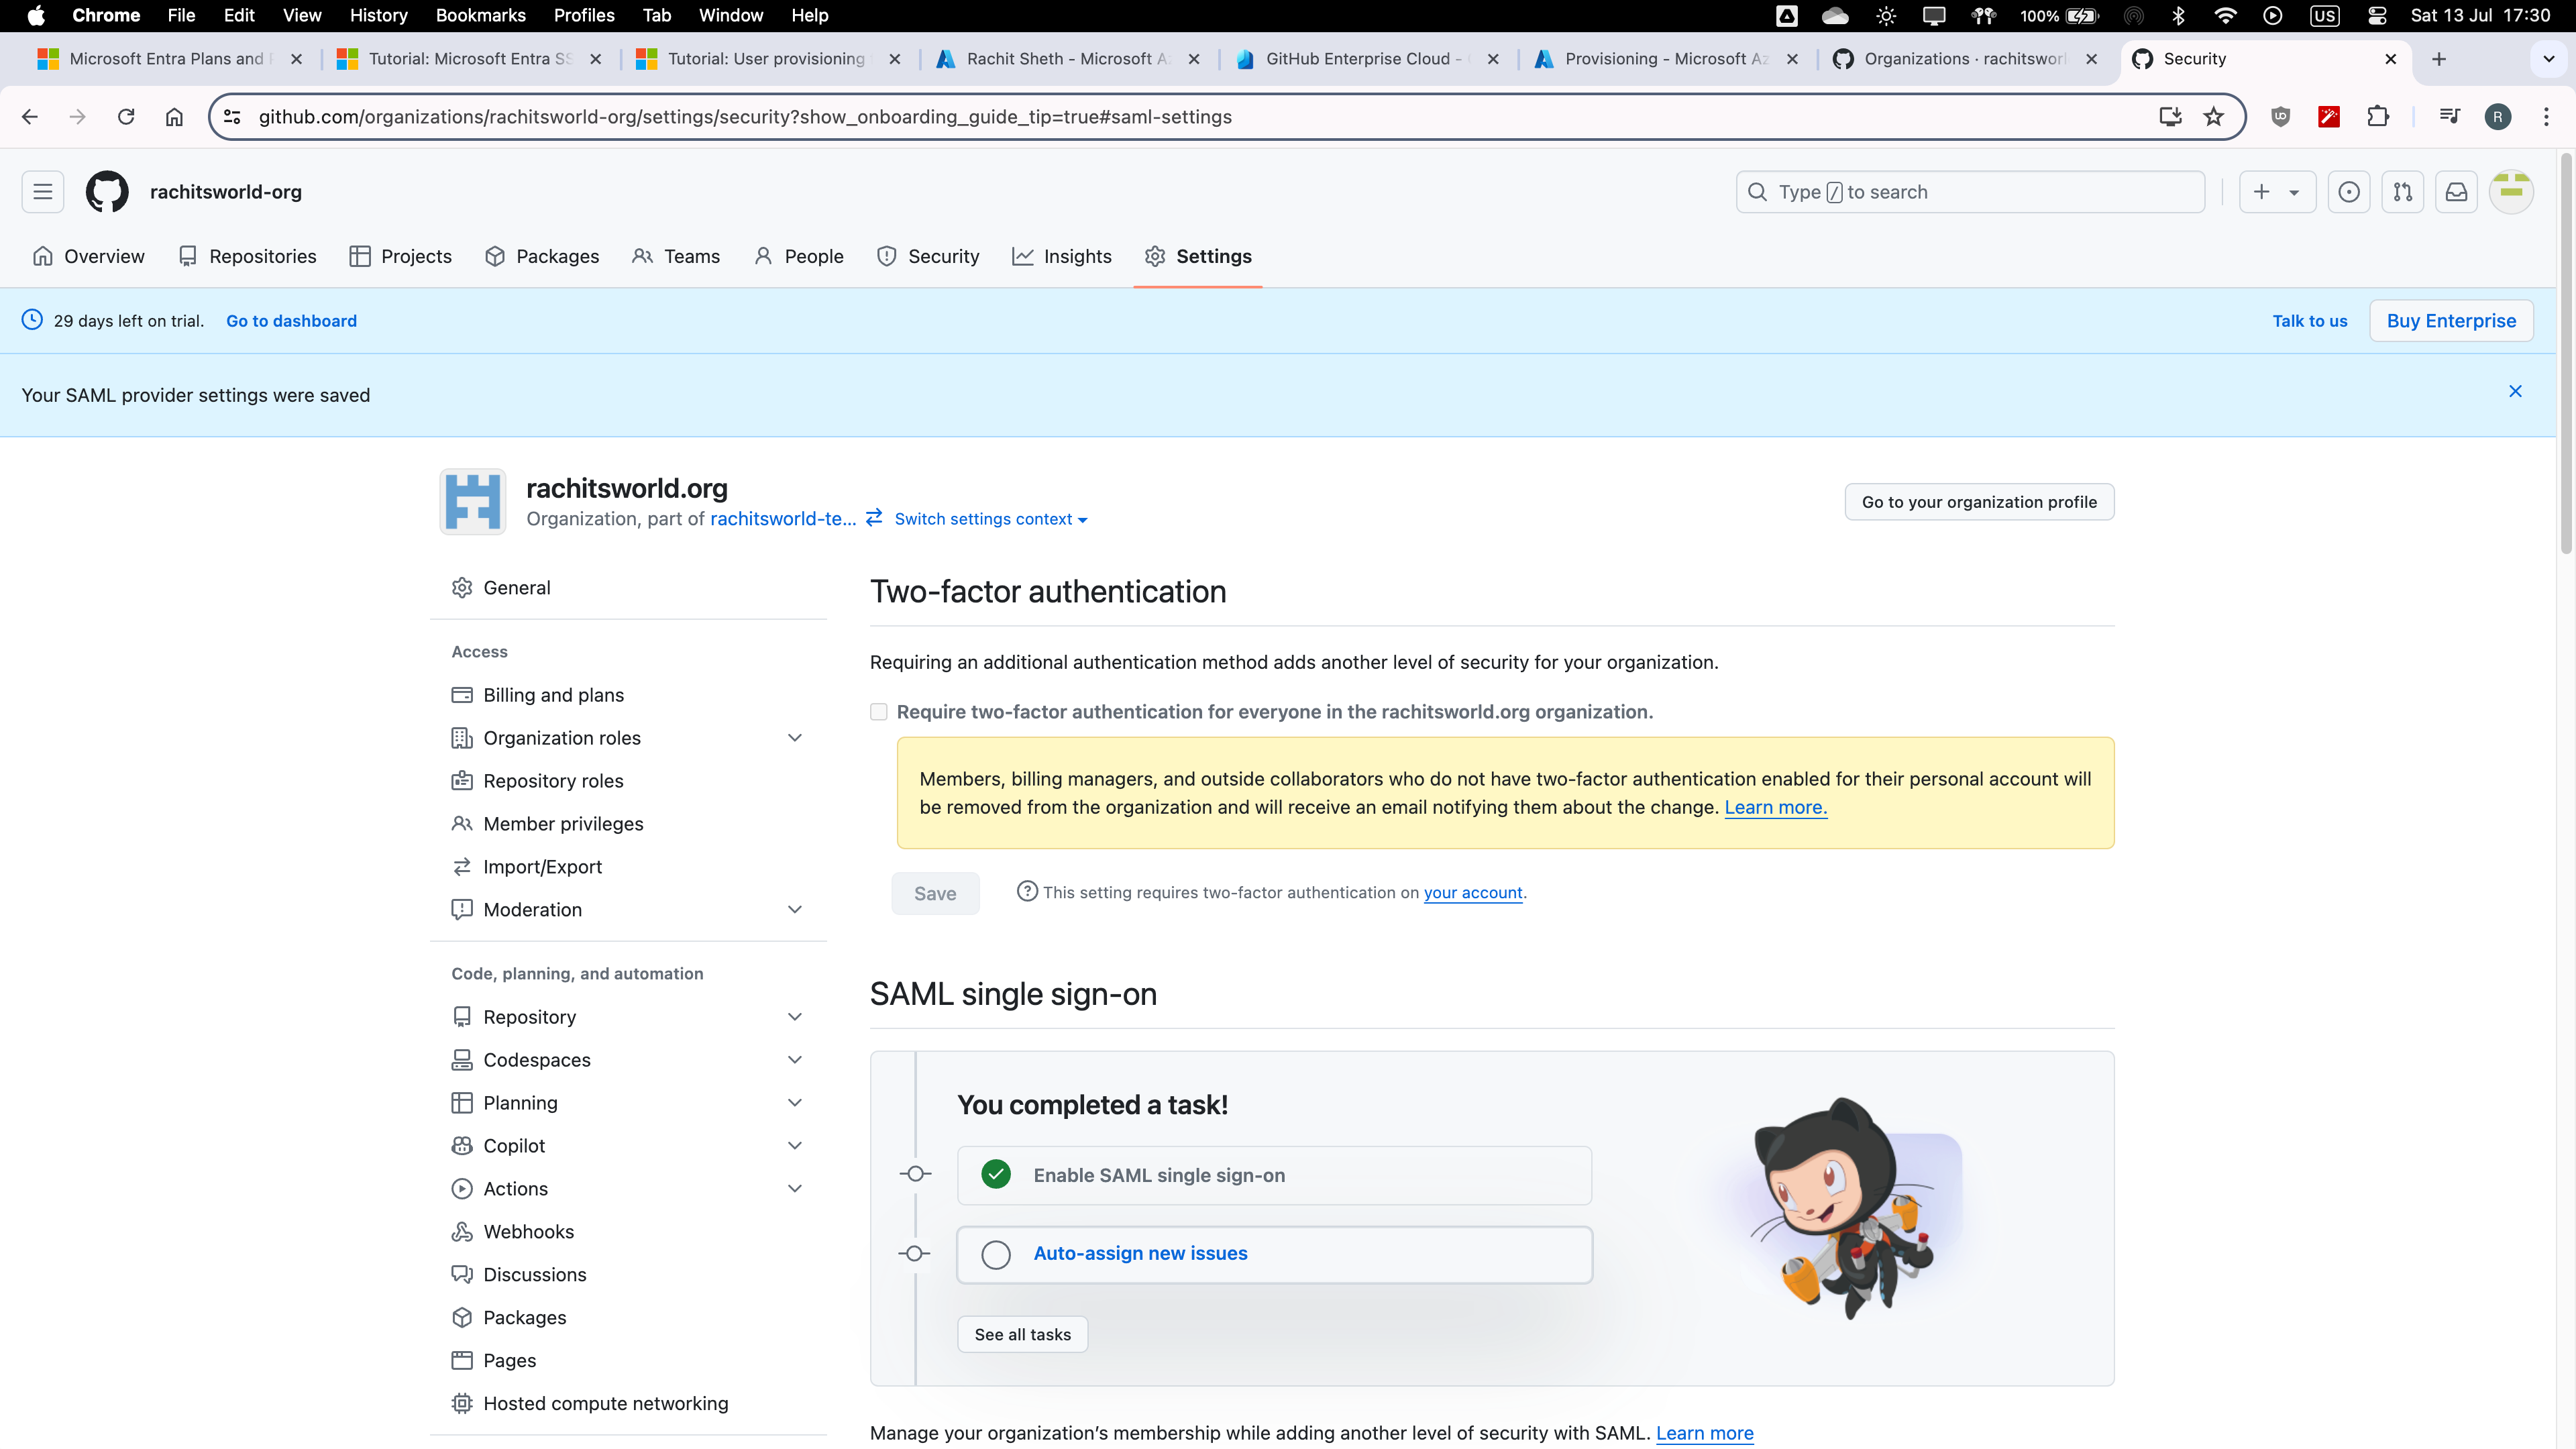 Chrome File Edit View History Bookmarks Profiles Tab Window Help 100% US Sat 13 Jul 17:30
Microsoft Entra Plans and Tutorial: Microsoft Entra SS Tutorial: User provisioning Rachit Sheth - Microsoft A GitHub Enterprise Cloud - Provisioning - Microsoft Az Organizations · rachitsworl Security
github.com/organizations/rachitsworld-org/settings/security?show_onboarding_guide_tip=true#saml-settings R
rachitsworld-org Type / to search
Overview Repositories Projects Packages Teams People Security Insights Settings
29 days left on trial. Go to dashboard Talk to us Buy Enterprise
Your SAML provider settings were saved
rachitsworld.org
Organization, part of rachitsworld-te... Switch settings context
Go to your organization profile
General
Access
Billing and plans
Organization roles
Repository roles
Member privileges
Import/Export
Moderation
Code, planning, and automation
Repository
Codespaces
Planning
Copilot
Actions
Webhooks
Discussions
Packages
Pages
Hosted compute networking
Two-factor authentication
Requiring an additional authentication method adds another level of security for your organization.
Require two-factor authentication for everyone in the rachitsworld.org organization.
Members, billing managers, and outside collaborators who do not have two-factor authentication enabled for their personal account will
be removed from the organization and will receive an email notifying them about the change. Learn more.
Save This setting requires two-factor authentication on your account.
SAML single sign-on
You completed a task!
Enable SAML single sign-on
Auto-assign new issues
See all tasks
Manage your organization’s membership while adding another level of security with SAML. Learn more